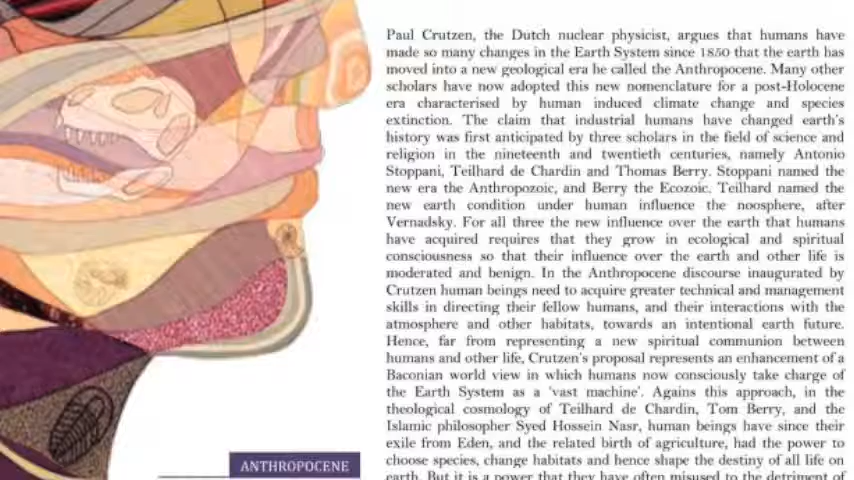 Paul Crutzen, the Dutch nuclear physicist, argues that humans have
made so many changes in the Earth System since 1850 that the earth has
moved into a new geological era he called the Anthropocene. Many other
scholars have now adopted this new nomenclature for a post-Holocene
era characterised by human induced climate change and species
extinction. The claim that industrial humans have changed earth's
history was first anticipated by three scholars in the field of science and
religion in the nineteenth and twentieth centuries, namely Antonio
Stoppani, Teilhard de Chardin and Thomas Berry. Stoppani named the
new era the Anthropozoic, and Berry the Ecozoic. Teilhard named the
new earth condition under human influence the noosphere, after
Vernadsky. For all three the new influence over the earth that humans
have acquired requires that they grow in ecological and spiritual
consciousness so that their influence over the earth and other life is
moderated and benign. In the Anthropocene discourse inaugurated by
Crutzen human beings need to acquire greater technical and management
skills in directing their fellow humans, and their interactions with the
atmosphere and other habitats, towards an intentional earth future.
Hence, far from representing a new spiritual communion between
humans and other life, Crutzen's proposal represents an enhancement of a
Baconian world view in which humans now consciously take charge of
the Earth System as a 'vast machine'. Agains this approach, in the
theological cosmology of Teilhard de Chardin, Tom Berry, and the
Islamic philosopher Syed Hossein Nasr, human beings have since their
exile from Eden, and the related birth of agriculture, had the power to
choose species, change habitats and hence shape the destiny of all life on
earth. But it is a power that they have often misused to the detriment of
ANTHROPOCENE